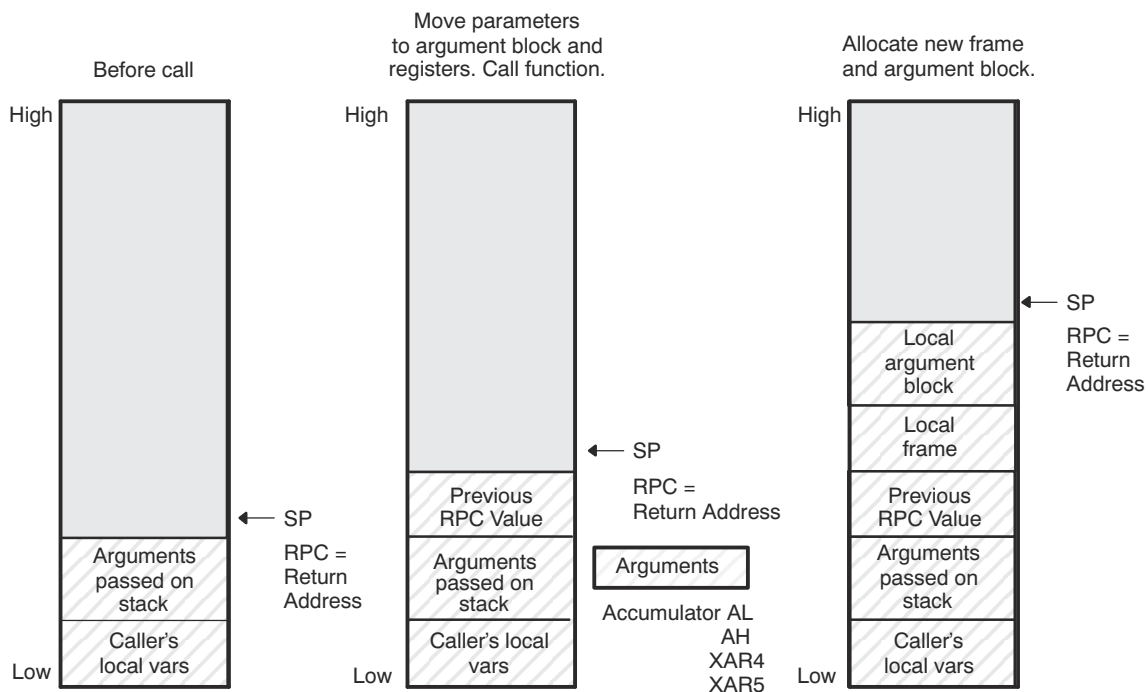 Before call
High
SP
RPC =
Return
Address
Arguments
passed on
stack
Caller's
local vars
Low
Move parameters
to argument block and
registers. Call function.
High
SP
RPC =
Return Address
Previous
RPC Value
Arguments
passed on
stack
Caller's local
vars
Low
Arguments
Accumulator AL
AH
XAR4
XAR5
Allocate new frame
and argument block.
High
SP
RPC =
Return
Address
Local
argument
block
Local
frame
Previous
RPC Value
Arguments
passed on
stack
Caller's
local vars
Low